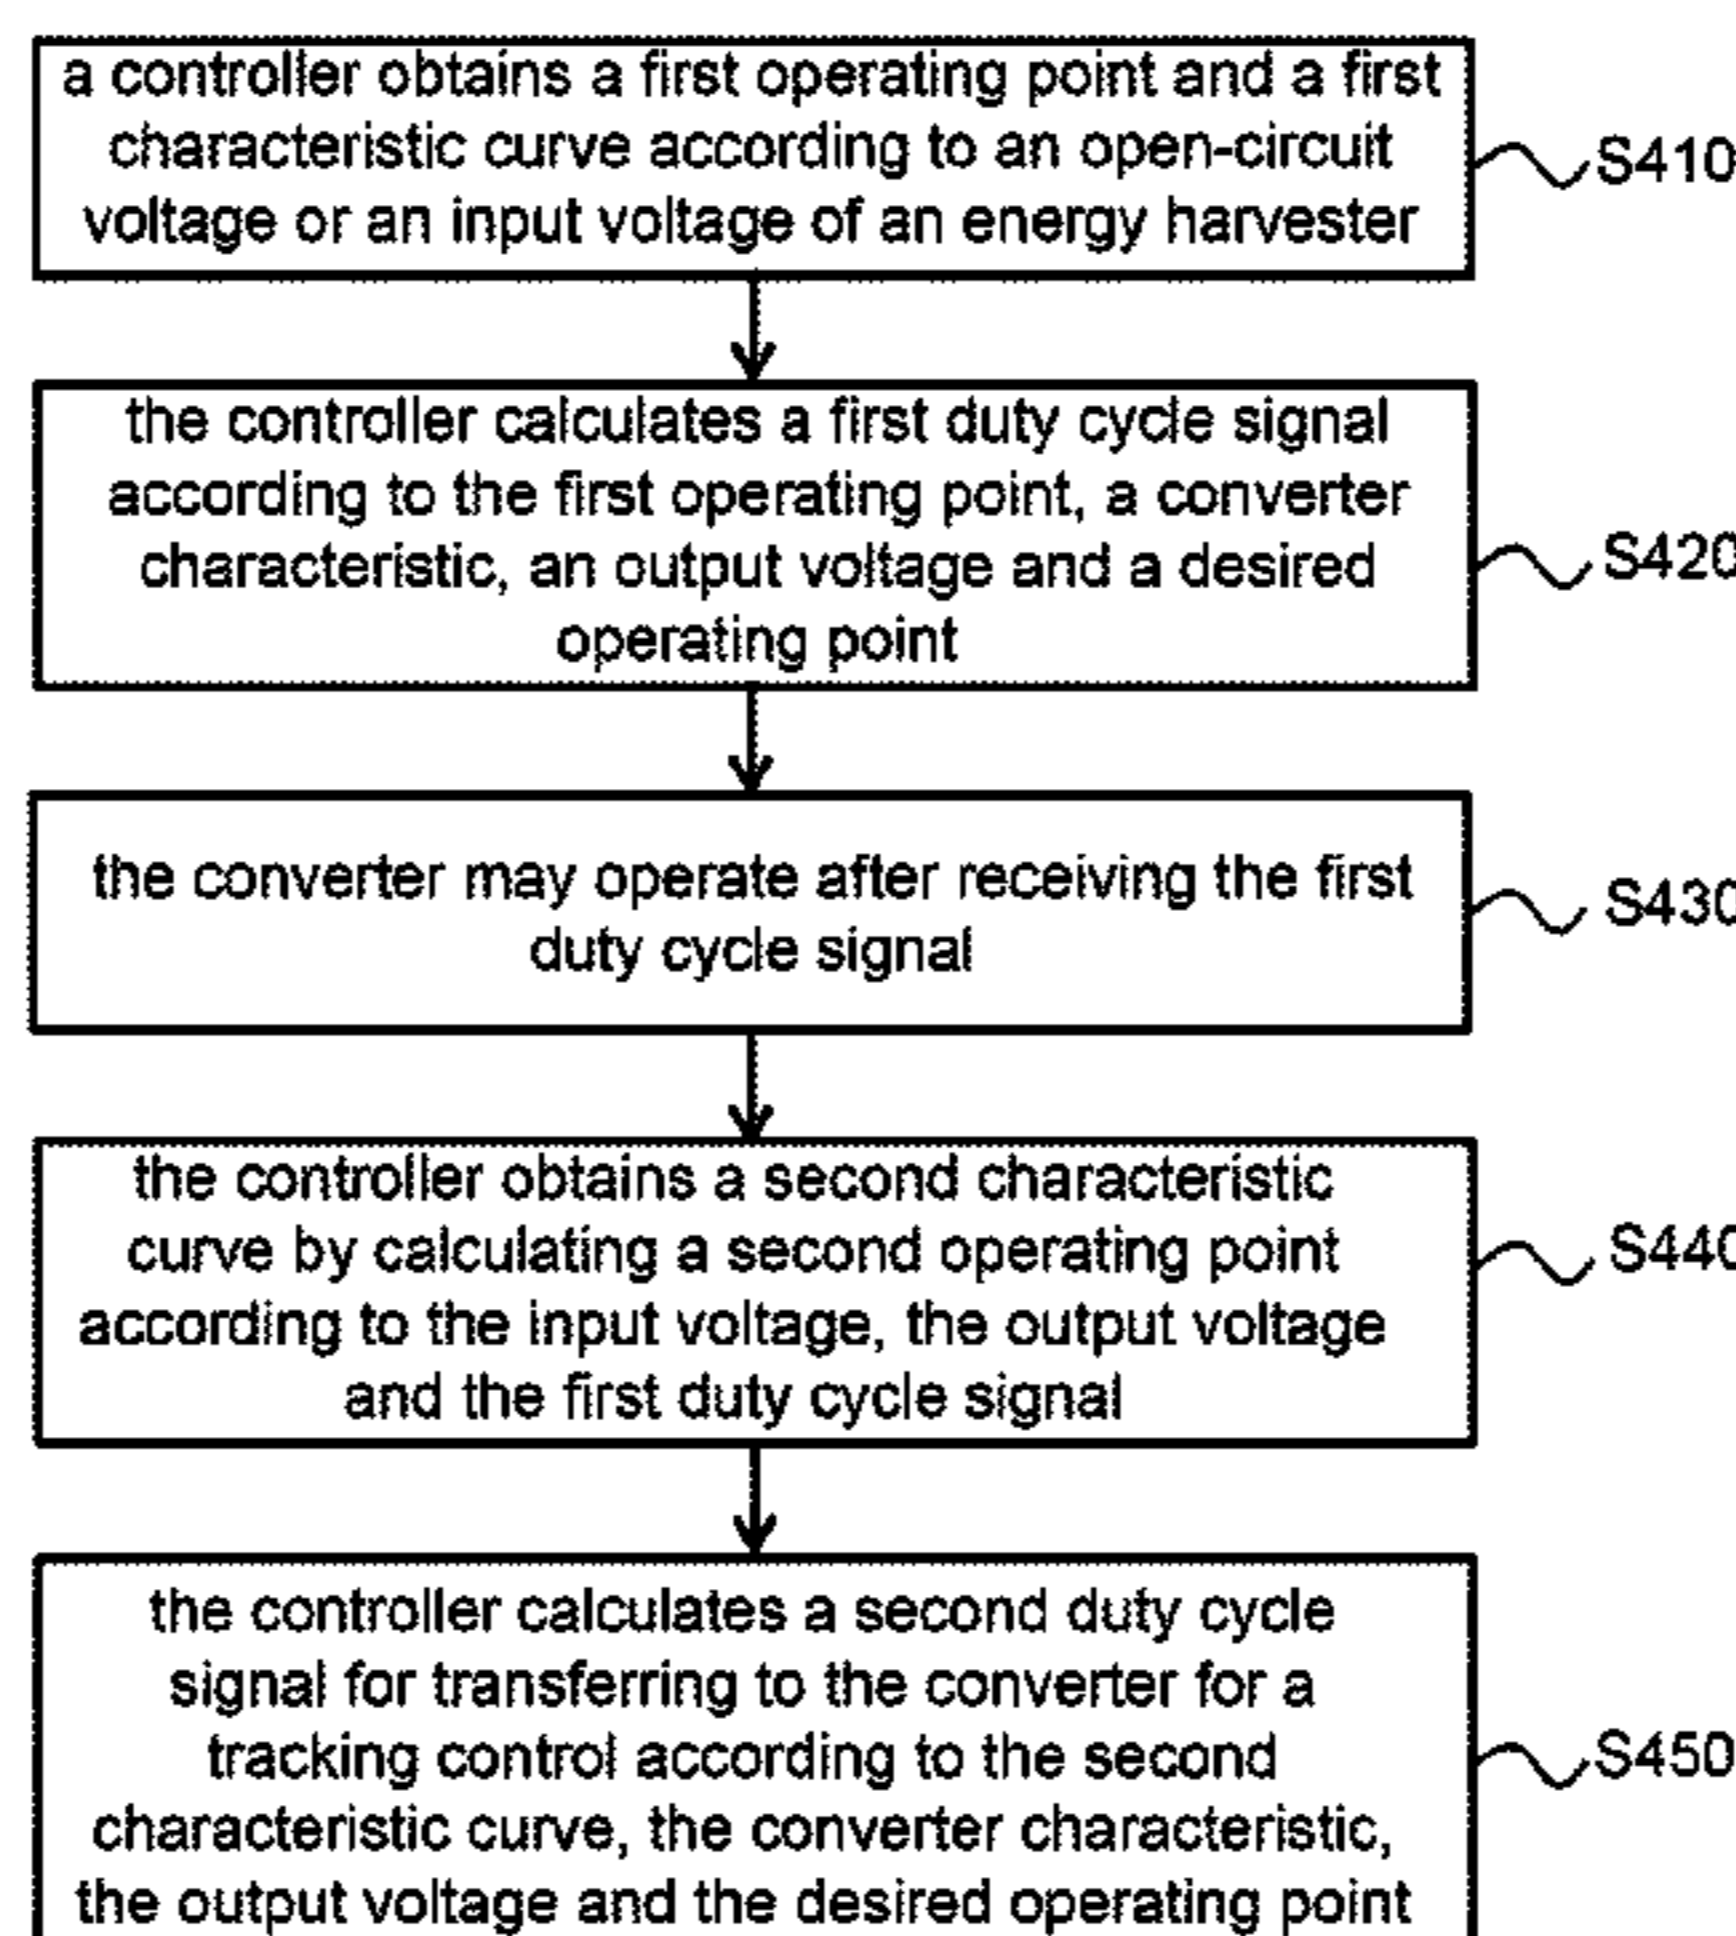 a controller obtains a first operating point and a first
characteristic curve according to an open-circuit
voltage or an input voltage of an energy harvester
S410
the controller calculates a first duty cycle signal
according to the first operating point, a converter
characteristic, an output voltage and a desired
operating point
S420
the converter may operate after receiving the first
duty cycle signal
S430
the controller obtains a second characteristic
curve by calculating a second operating point
according to the input voltage, the output voltage
and the first duty cycle signal
S440
the controller calculates a second duty cycle
signal for transferring to the converter for a
tracking control according to the second
characteristic curve, the converter characteristic,
the output voltage and the desired operating point
S450